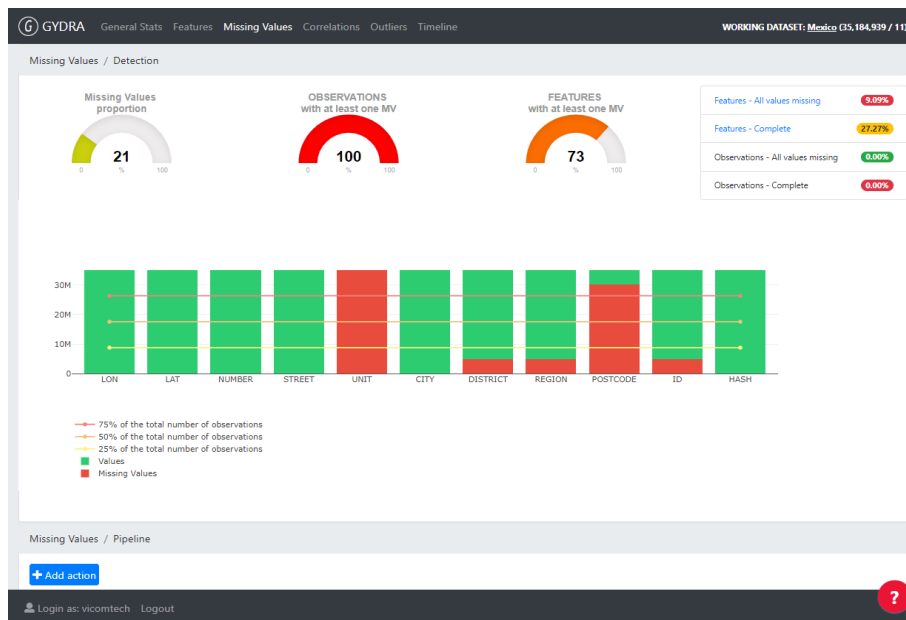 GYDRA General Stats Features Missing Values Correlations Outliers Timeline WORKING DATASET: Mexico (35,184,939 / 11)
Missing Values / Detection
Missing Values
proportion
21
0 % 100
OBSERVATIONS
with at least one MV
100
0 % 100
FEATURES
with at least one MV
73
0 % 100
Features - All values missing 9.09%
Features - Complete 27.27%
Observations - All values missing 0.00%
Observations - Complete 0.00%
30M
20M
10M
0
LON LAT NUMBER STREET UNIT CITY DISTRICT REGION POSTCODE ID HASH
75% of the total number of observations
50% of the total number of observations
25% of the total number of observations
Values
Missing Values
Missing Values / Pipeline
+ Add action
Login as: vicomtech Logout
?